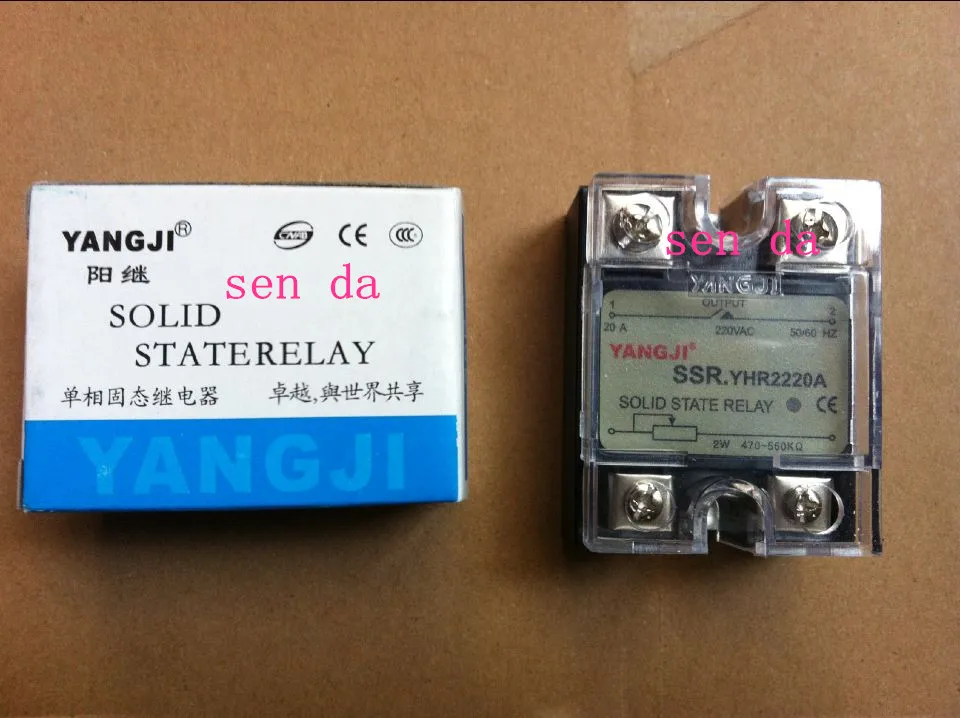 YANGJI®
CE CCC
阳继
sen da
SOLID
STATERELAY
单相固态继电器 卓越,與世界共享
YANGJI
sen da
YANGJI
1 OUTPUT 2
20 A 220VAC 50/60 HZ
YANGJI®
SSR.YHR2220A
SOLID STATE RELAY CE
2W 470~560KΩ